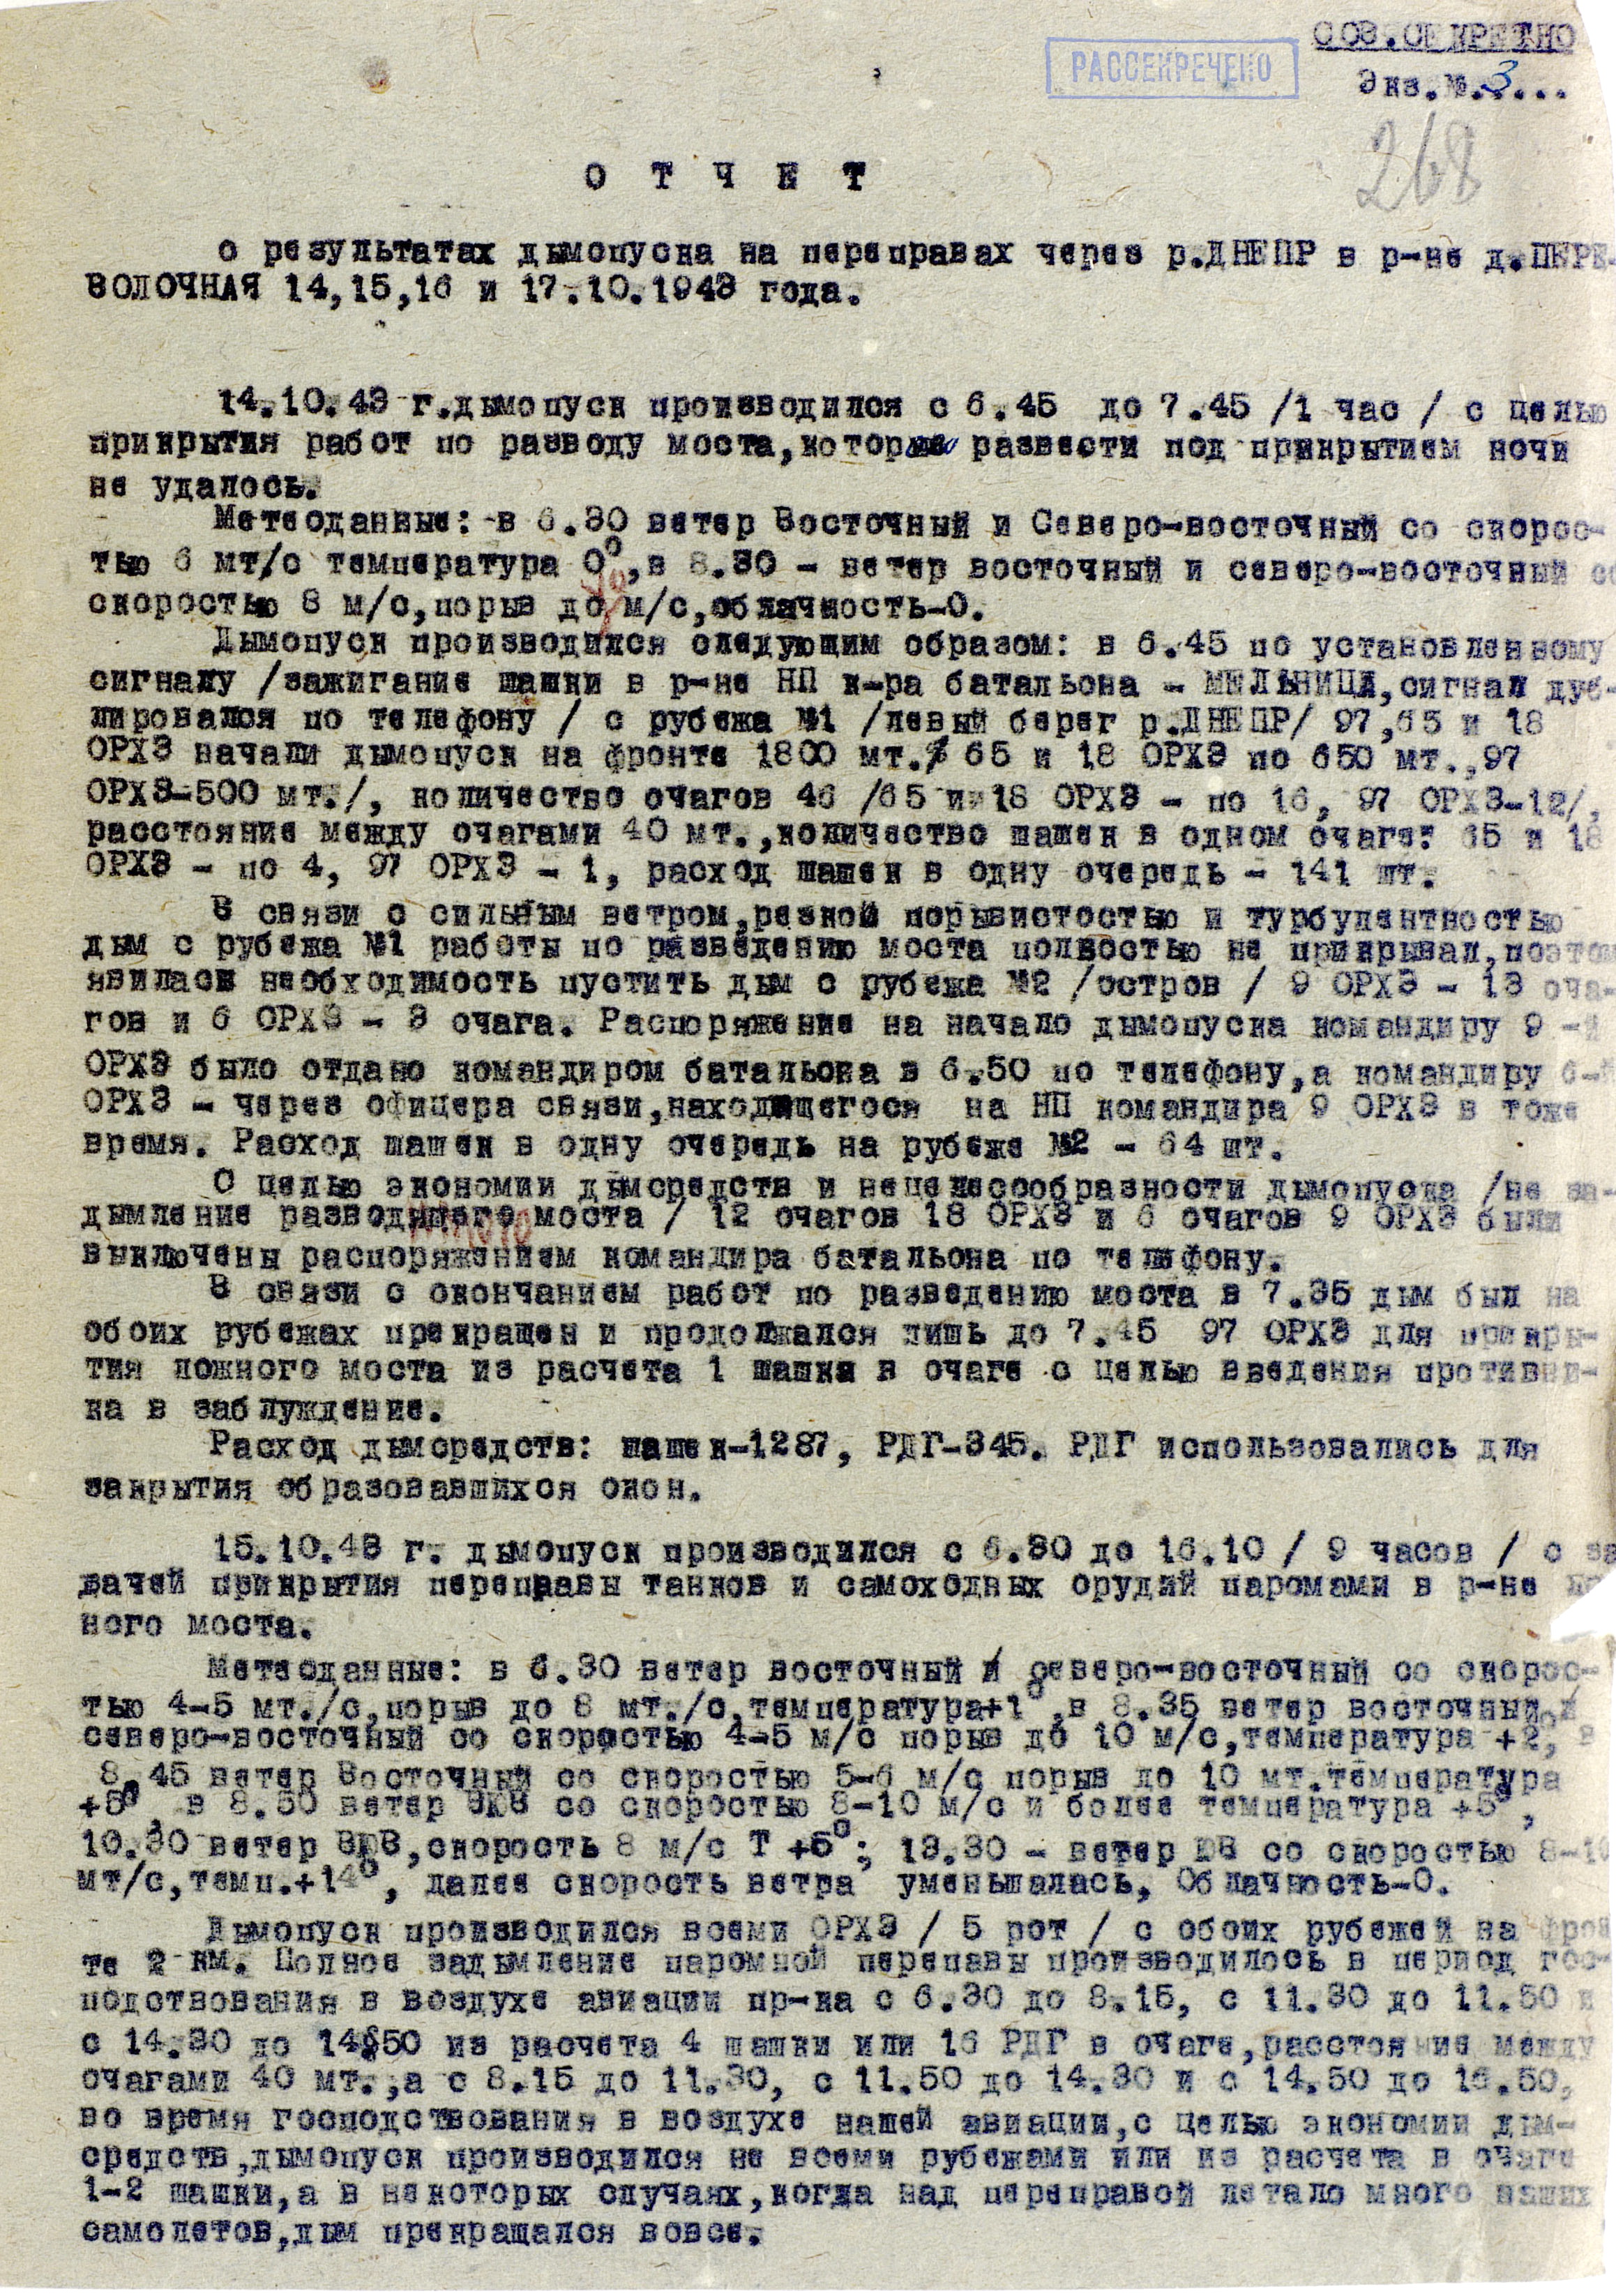 СОВ.СЕКРЕТНО
РАССЕКРЕЧЕНО
Экз.№.3...
268
О Т Ч Е Т
о результатах дымопуска на переправах через р.ДНЕПР в р-не д.ПЕРЕ-
ВОЛОЧНАЯ 14,15,16 и 17.10.1943 года.
14.10.43 г.дымопуск производился с 6.45 до 7.45 /1 час / с целью
прикрытия работ по разводу моста,который развести под прикрытием ночи
не удалось.
Метеоданные: в 6.30 ветер Восточный и Северо-восточный со скорос-
тью 6 мт/с температура 0°,в 8.30 - ветер восточный и северо-восточный со
скоростью 8 м/с,порыв до 10 м/с,облачность-0.
Дымопуск производился следующим образом: в 6.45 по установленному
сигналу /зажигание шашки в р-не НП к-ра батальона - МЕЛЬНИЦА,сигнал дуб-
лировался по телефону / с рубежа №1 /левый берег р.ДНЕПР/ 97,65 и 18
ОРХЗ начали дымопуск на фронте 1800 мт./ 65 и 18 ОРХЗ по 650 мт.,97
ОРХЗ-500 мт./, количество очагов 46 /65 и 18 ОРХЗ - по 16, 97 ОРХЗ-12/,
расстояние между очагами 40 мт.,количество шашек в одном очаге: 65 и 18
ОРХЗ - по 4, 97 ОРХЗ - 1, расход шашек в одну очередь - 141 шт.
В связи с сильным ветром,резкой порывистостью и турбулентностью
дым с рубежа №1 работы по разведению моста полностью не прикрывал,поэтому
явилась необходимость пустить дым с рубежа №2 /остров / 9 ОРХЗ - 13 оча-
гов и 6 ОРХЗ - 3 очага. Распоряжение на начало дымопуска командиру 9 -й
ОРХЗ было отдано командиром батальона в 6.50 по телефону,а командиру 6-й
ОРХЗ - через офицера связи,находящегося на НП командира 9 ОРХЗ в тоже
время. Расход шашек в одну очередь на рубеже №2 - 64 шт.
С целью экономии дымсредств и нецелесообразности дымопуска /не за-
дымление разводящего моста / 12 очагов 18 ОРХЗ и 6 очагов 9 ОРХЗ были
выключены распоряжением командира батальона по телефону.
В связи с окончанием работ по разведению моста в 7.35 дым был на
обоих рубежах прекращен и продолжался лишь до 7.45 97 ОРХЗ для прикры-
тия ложного моста из расчета 1 шашка в очаге с целью введения противни-
ка в заблуждение.
Расход дымсредств: шашек-1287, РДГ-345. РДГ использовались для
закрытия образовавшихся окон.
15.10.43 г. дымопуск производился с 6.30 до 16.10 / 9 часов / с за
дачей прикрытия переправы танков и самоходных орудий паромами в р-не
ного моста.
Метеоданные: в 6.30 ветер восточный и северо-восточный со скорос-
тью 4-5 мт./с,порыв до 8 мт./с,температура+1°,в 8.35 ветер восточный и
северо-восточный со скоростью 4-5 м/с порыв до 10 м/с,температура +2°, в
8.45 ветер Восточный со скоростью 5-6 м/с порыв до 10 мт.температура
+5° в 8.50 ветер ВЮВ со скоростью 8-10 м/с и более температура +5°,
10.30 ветер ВЮВ,скорость 8 м/с Т +5°; 13.30 - ветер ЮВ со скоростью 8-10
мт/с,темп.+14°, далее скорость ветра уменьшалась, Облачность-0.
Дымопуск производился всеми ОРХЗ / 5 рот / с обоих рубежей на фрон
те 2 км. Полное задымление паромной перепавы производилось в период гос-
подствования в воздухе авиации пр-ка с 6.30 до 8.15, с 11.30 до 11.50 и
с 14.30 до 14.50 из расчета 4 шашки или 16 РДГ в очаге,расстояние между
очагами 40 мт.,а с 8.15 до 11.30, с 11.50 до 14.30 и с 14.50 до 16.50,
во время господствования в воздухе нашей авиации,с целью экономии дым-
средств,дымопуск производился не всеми рубежами или из расчета в очаге
1-2 шашки,а в некоторых случаях,когда над переправой летало много наших
самолетов,дым прекращался вовсе.